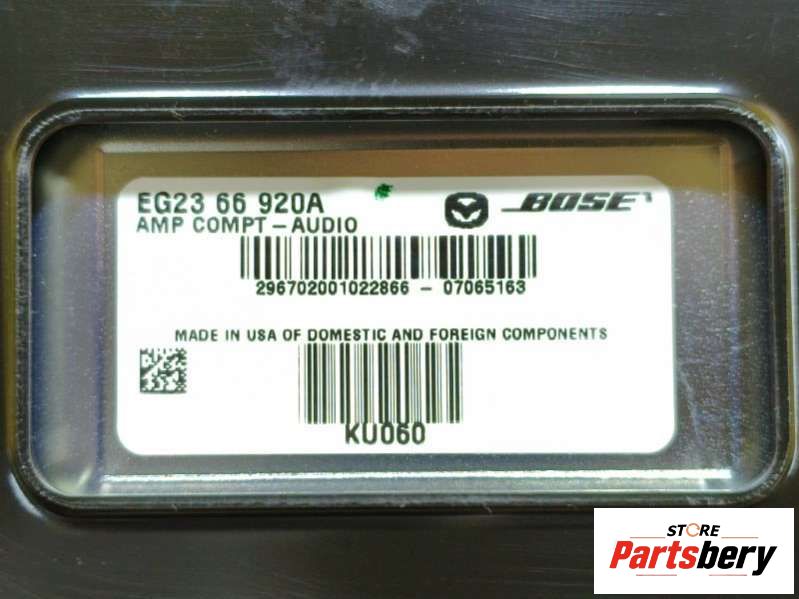 EG23 66 920A
BOSE
AMP COMPT-AUDIO
296702001022866 - 07065163
MADE IN USA OF DOMESTIC AND FOREIGN COMPONENTS
KU060
STORE
Partsbery